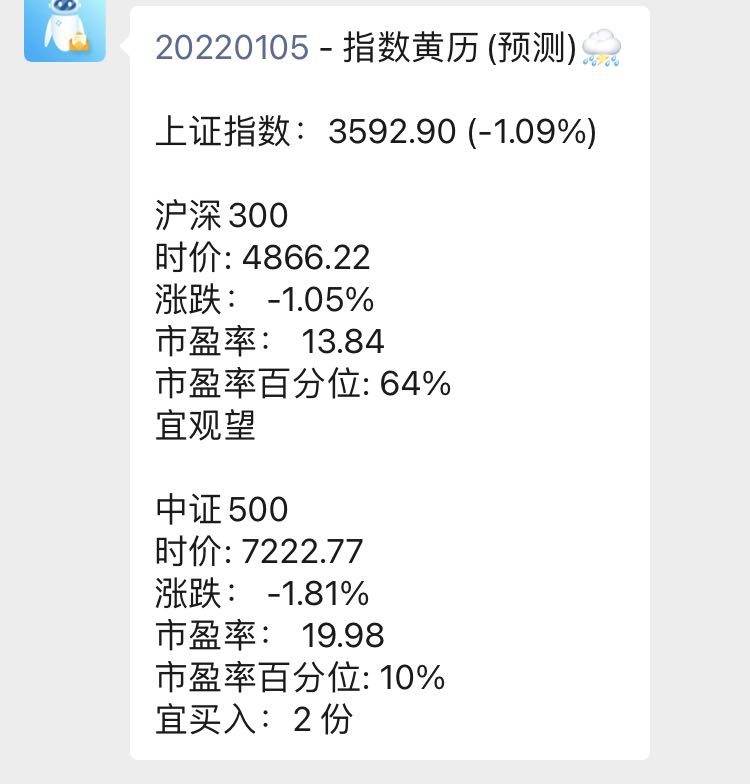 20220105 - 指数黄历 (预测)🌧
上证指数： 3592.90 (-1.09%)
沪深 300
时价: 4866.22
涨跌： -1.05%
市盈率： 13.84
市盈率百分位: 64%
宜观望
中证 500
时价: 7222.77
涨跌： -1.81%
市盈率： 19.98
市盈率百分位: 10%
宜买入： 2 份